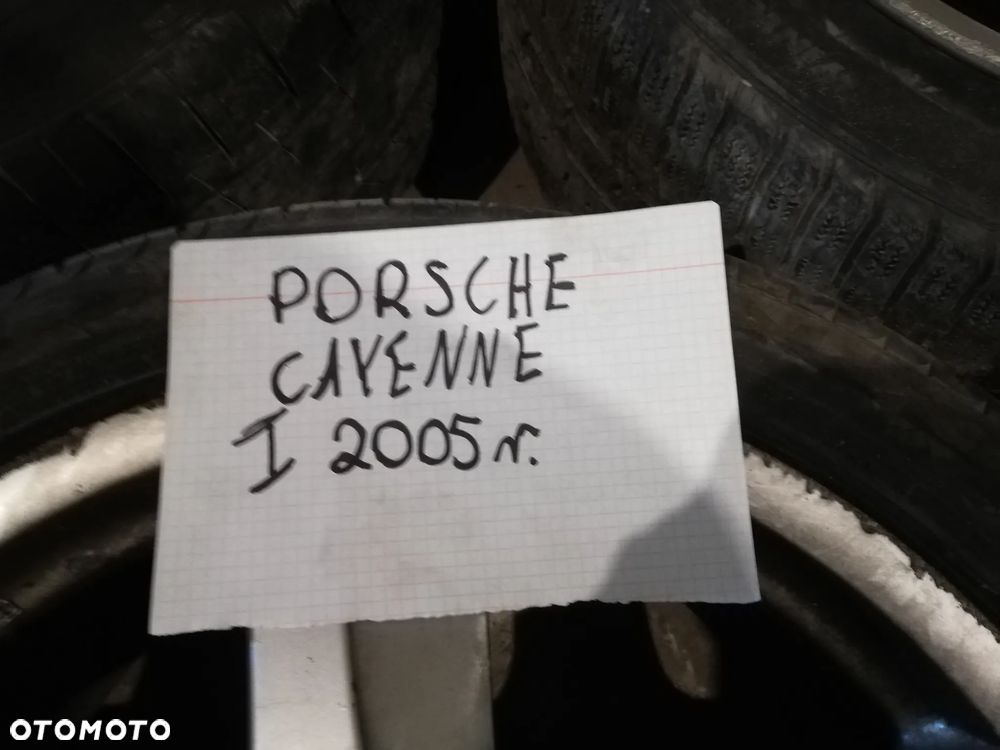 PORSCHE
CAYENNE
I 2005 r.
OTOMOTO